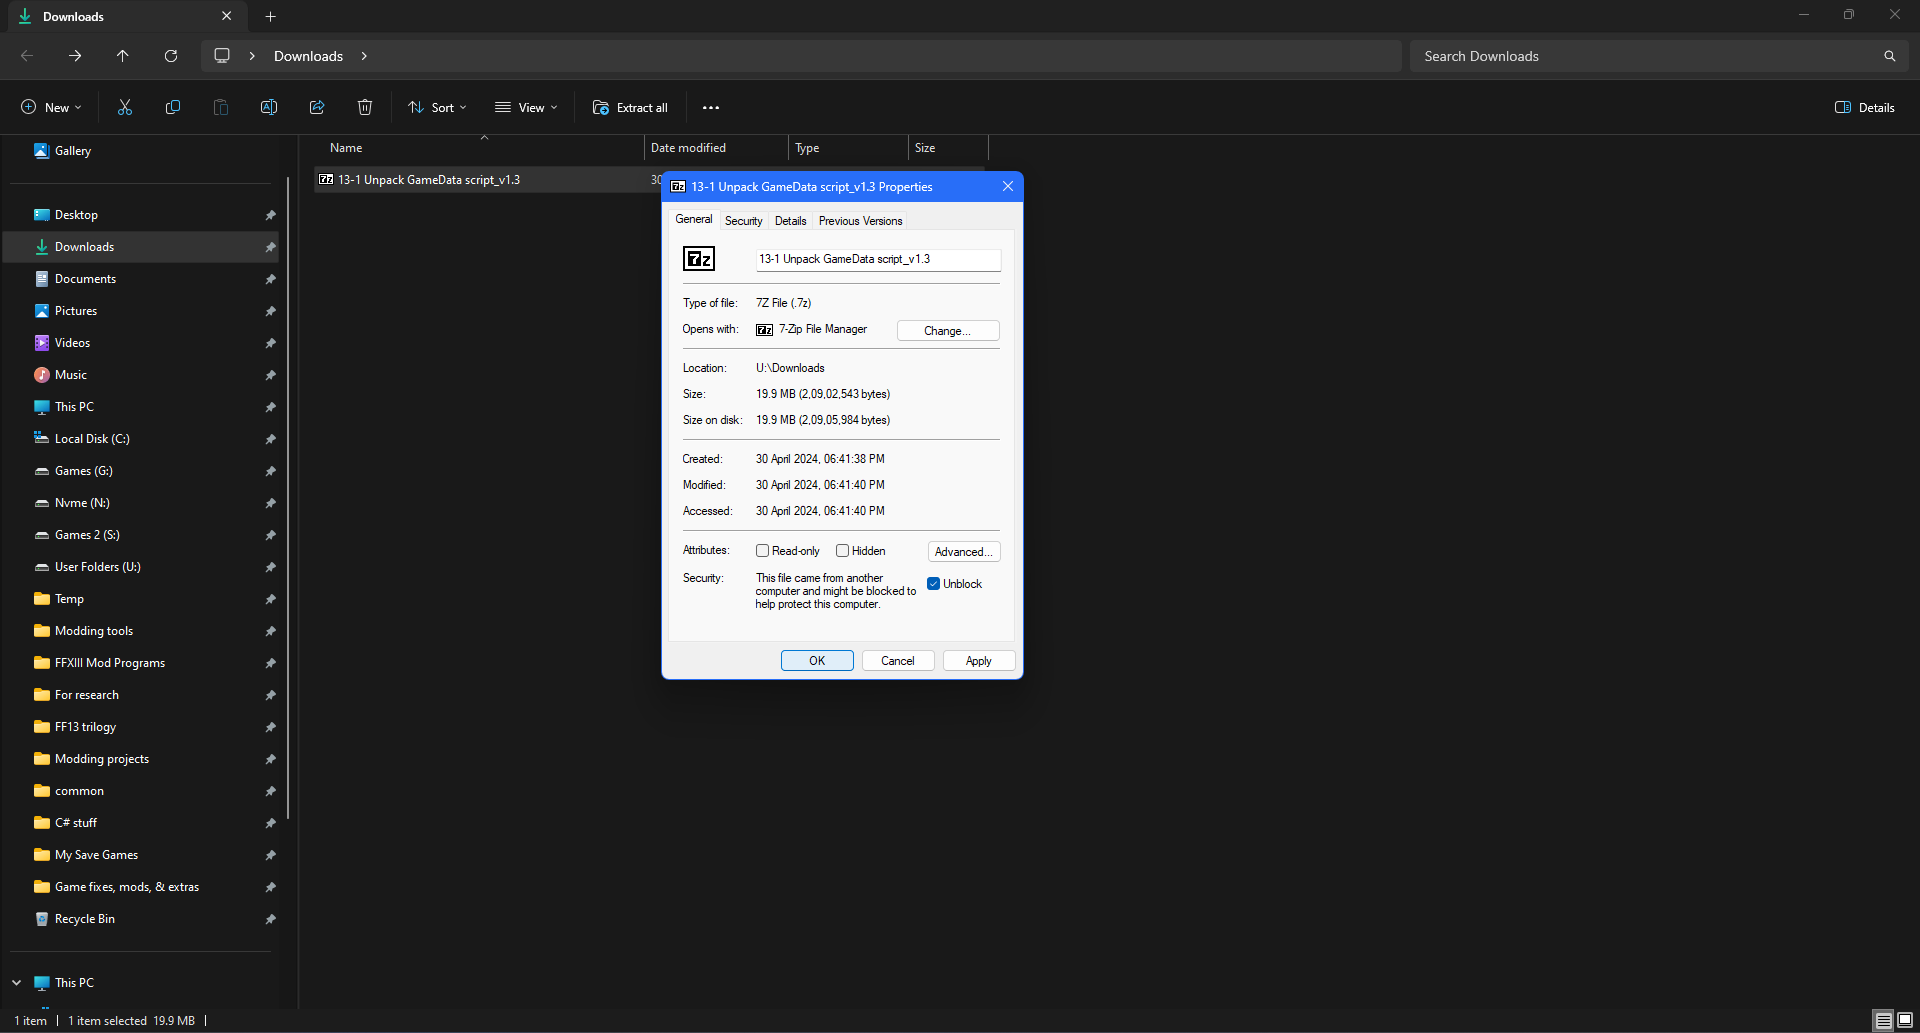 Downloads
Downloads
Search Downloads
New
Sort
View
Extract all
Details
Gallery
Desktop
Downloads
Documents
Pictures
Videos
Music
This PC
Local Disk (C:)
Games (G:)
Nvme (N:)
Games 2 (S:)
User Folders (U:)
Temp
Modding tools
FFXIII Mod Programs
For research
FF13 trilogy
Modding projects
common
C# stuff
My Save Games
Game fixes, mods, & extras
Recycle Bin
This PC
Name Date modified Type Size
7z 13-1 Unpack GameData script_v1.3 30
7z 13-1 Unpack GameData script_v1.3 Properties
General Security Details Previous Versions
7z 13-1 Unpack GameData script_v1.3
Type of file: 7Z File (.7z)
Opens with: 7z 7-Zip File Manager Change...
Location: U:\Downloads
Size: 19.9 MB (2,09,02,543 bytes)
Size on disk: 19.9 MB (2,09,05,984 bytes)
Created: 30 April 2024, 06:41:38 PM
Modified: 30 April 2024, 06:41:40 PM
Accessed: 30 April 2024, 06:41:40 PM
Attributes: Read-only Hidden Advanced...
Security: This file came from another
computer and might be blocked to
help protect this computer.
Unblock
OK Cancel Apply
1 item 1 item selected 19.9 MB